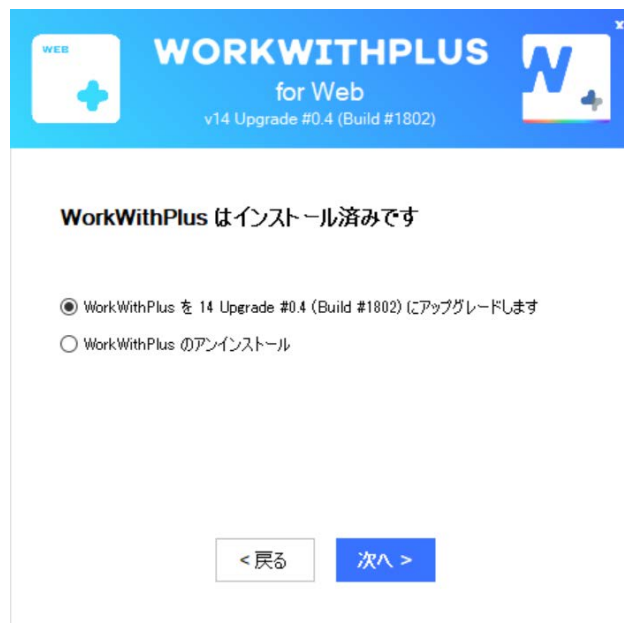 x
WEB
WORKWITHPLUS
for Web
v14 Upgrade #0.4 (Build #1802)
WorkWithPlus はインストール済みです
WorkWithPlus を 14 Upgrade #0.4 (Build #1802) にアップグレードします
WorkWithPlus のアンインストール
< 戻る
次へ >